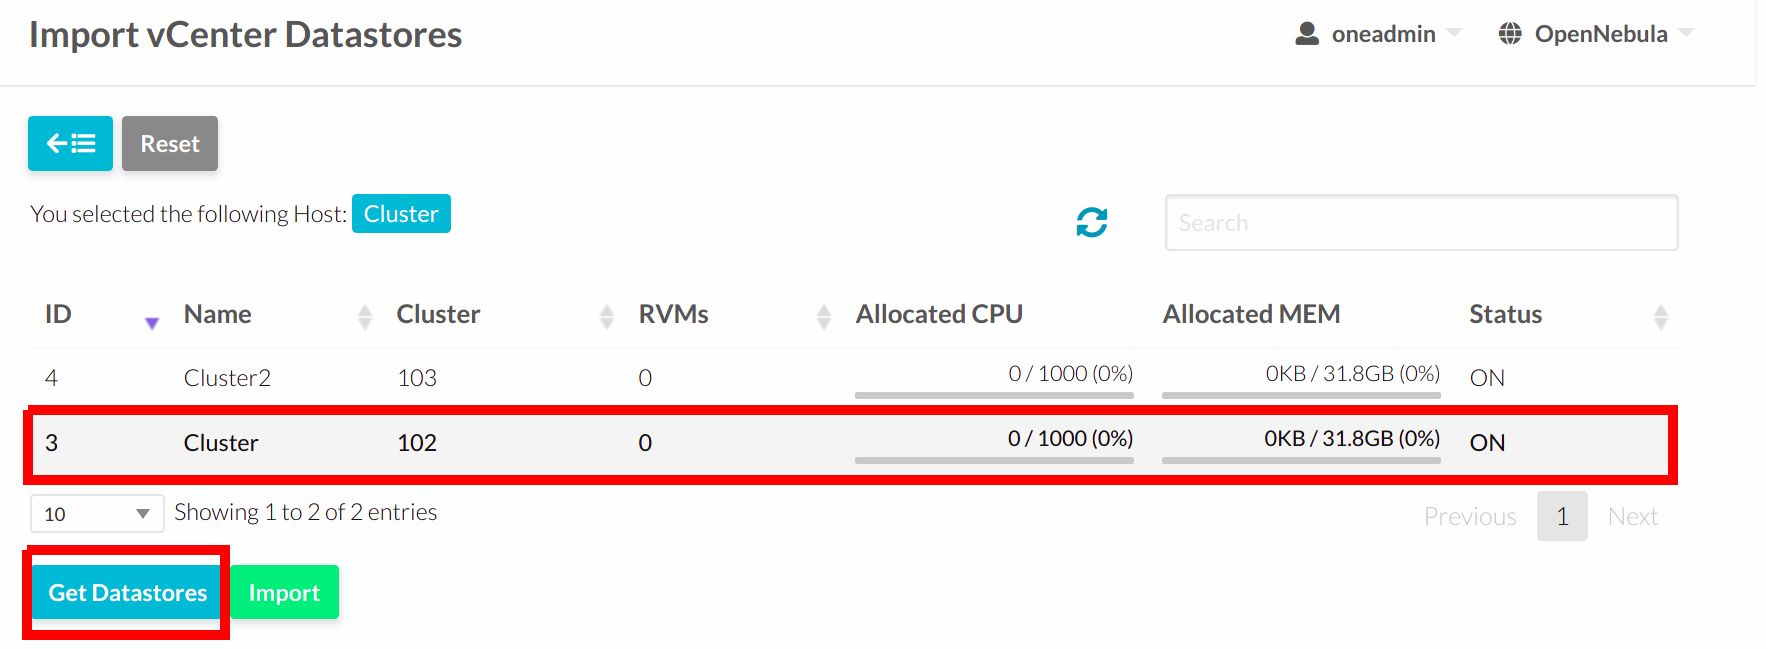 Import vCenter Datastores oneadmin OpenNebula
Reset
You selected the following Host: Cluster Search
ID Name Cluster RVMs Allocated CPU Allocated MEM Status
4 Cluster2 103 0 0 / 1000 (0%) 0KB / 31.8GB (0%) ON
3 Cluster 102 0 0 / 1000 (0%) 0KB / 31.8GB (0%) ON
10 Showing 1 to 2 of 2 entries Previous 1 Next
Get Datastores Import